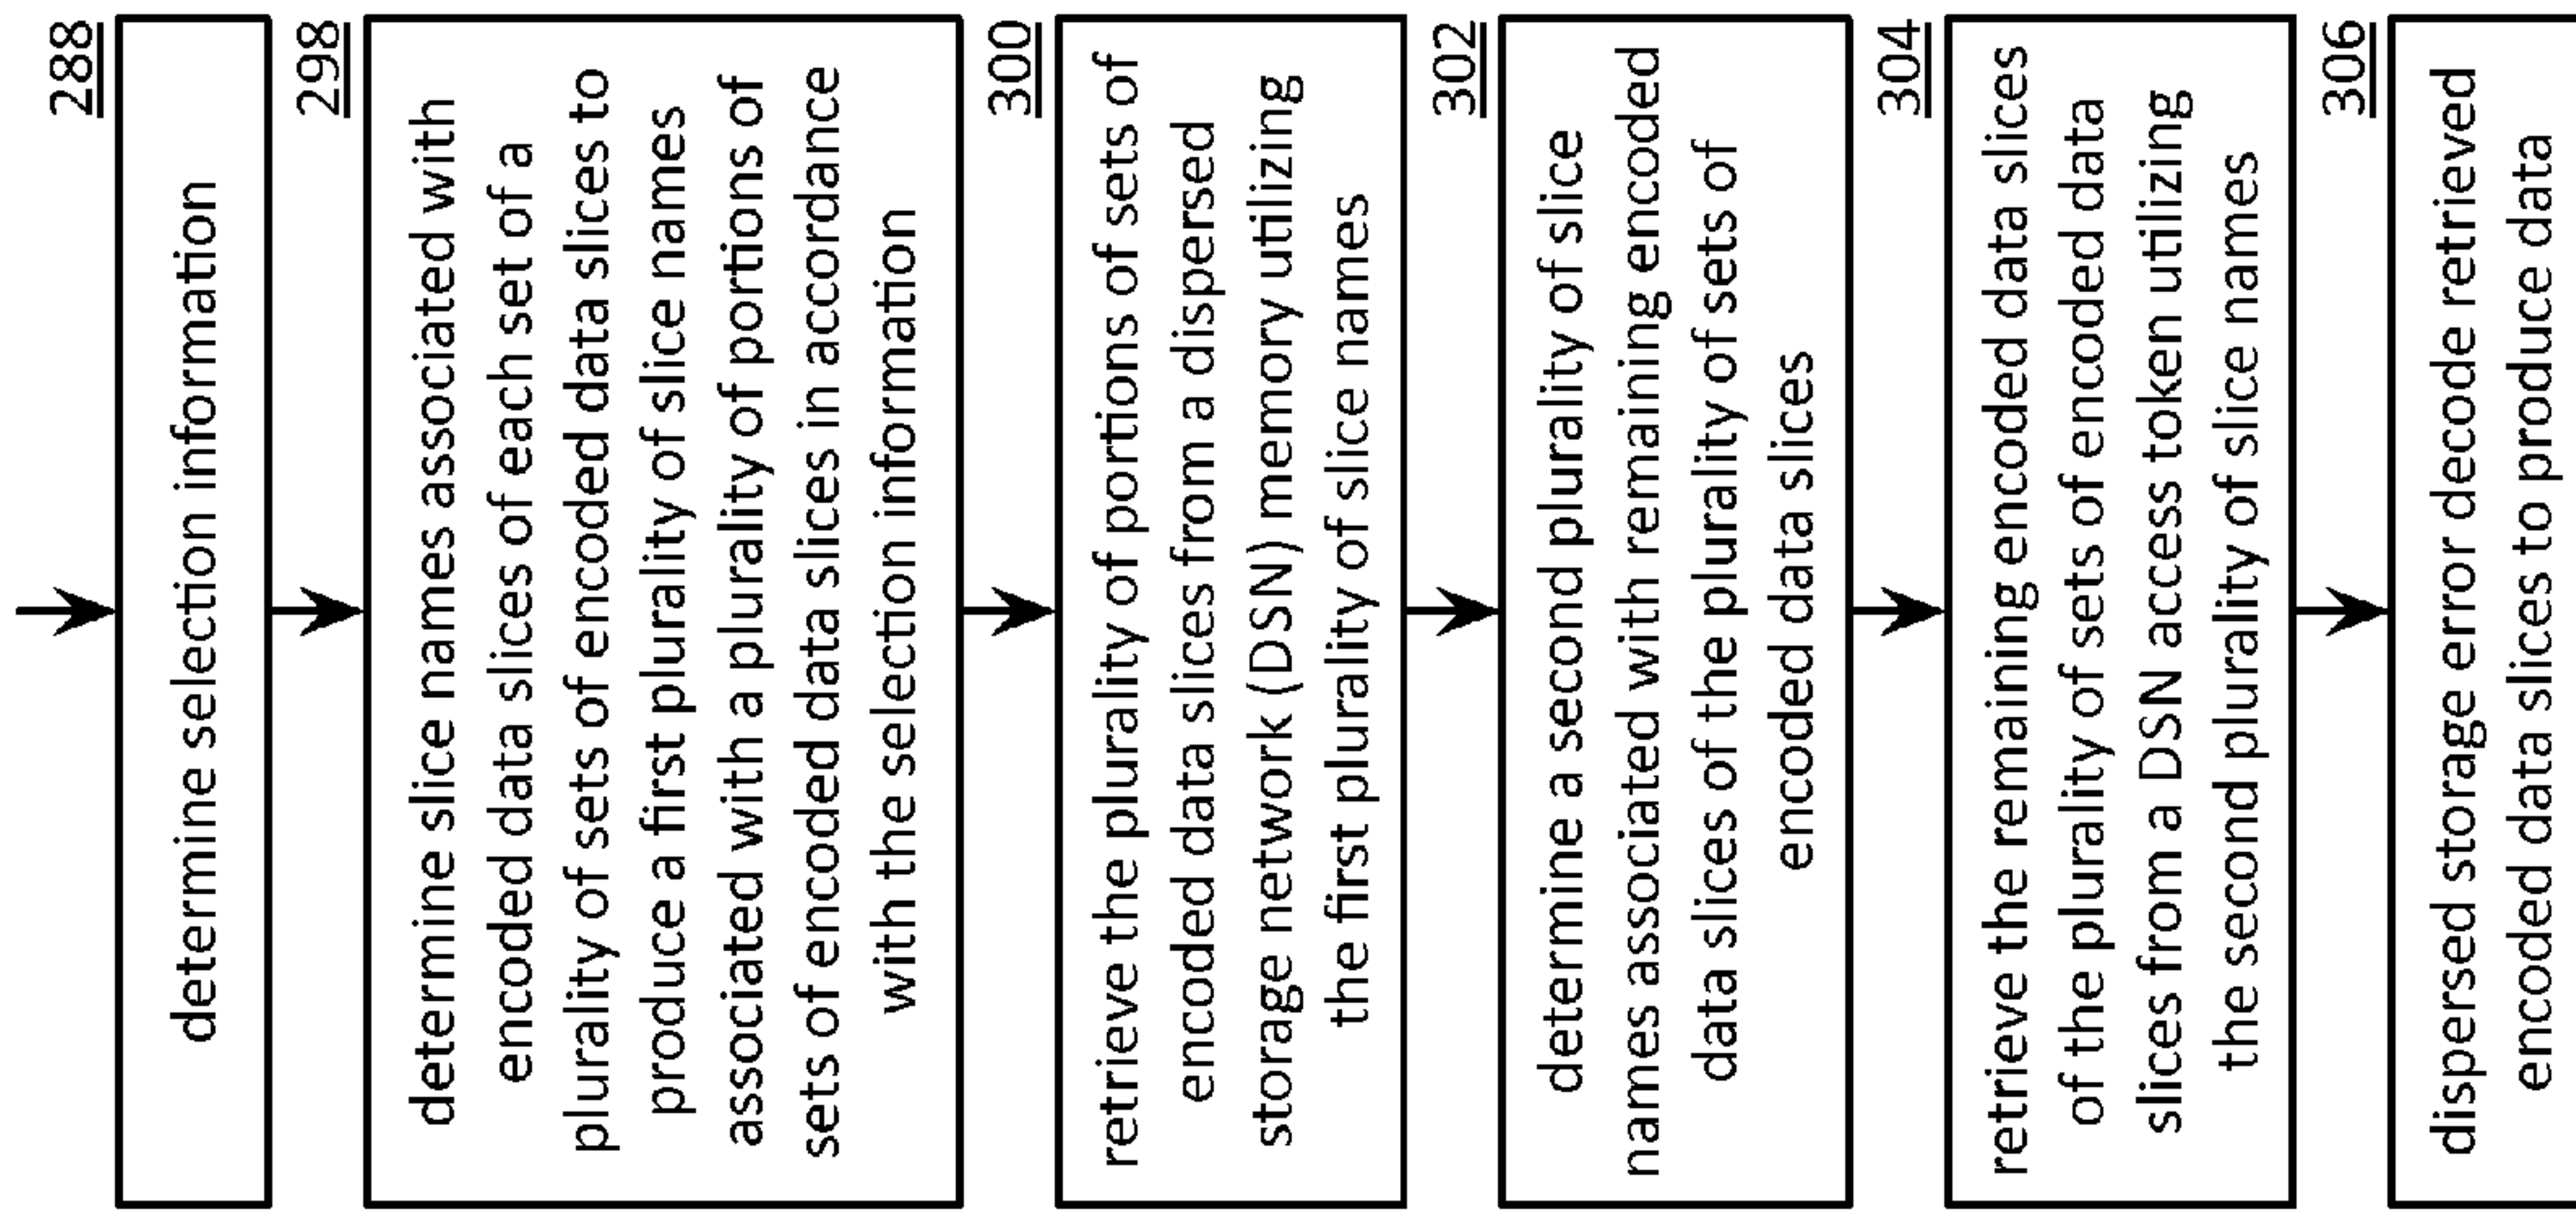 288
determine selection information
298
determine slice names associated with
encoded data slices of each set of a
plurality of sets of encoded data slices to
produce a first plurality of slice names
associated with a plurality of portions of
sets of encoded data slices in accordance
with the selection information
300
retrieve the plurality of portions of sets of
encoded data slices from a dispersed
storage network (DSN) memory utilizing
the first plurality of slice names
302
determine a second plurality of slice
names associated with remaining encoded
data slices of the plurality of sets of
encoded data slices
304
retrieve the remaining encoded data slices
of the plurality of sets of encoded data
slices from a DSN access token utilizing
the second plurality of slice names
306
dispersed storage error decode retrieved
encoded data slices to produce data